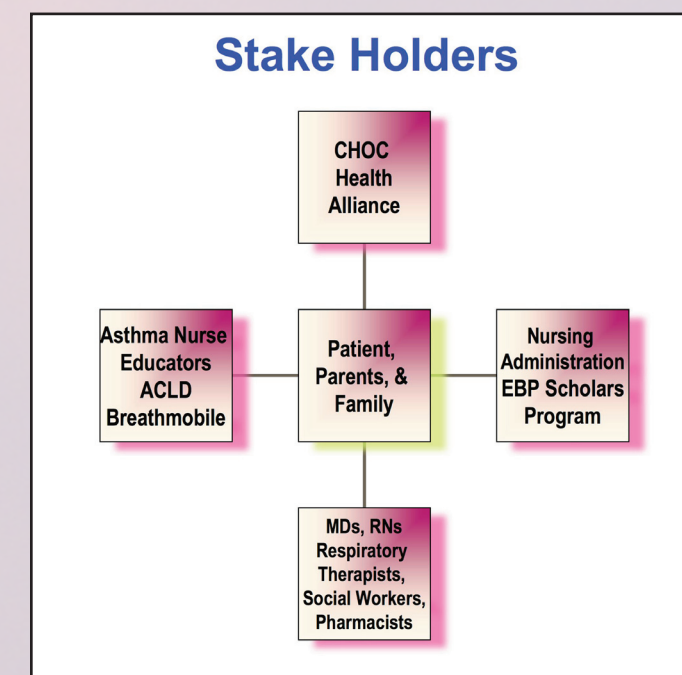 Stake Holders
CHOC
Health
Alliance
Asthma Nurse
Educators
ACLD
Breathmobile
Patient,
Parents, &
Family
Nursing
Administration
EBP Scholars
Program
MDs, RNs
Respiratory
Therapists,
Social Workers,
Pharmacists